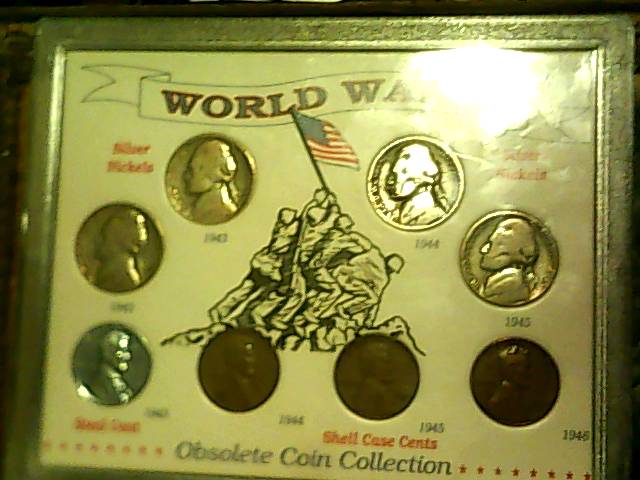 WORLD WA
Silver
Nickels
Silver
Nickels
1943
1944
1942
1945
Steel Cent
1943
1944
1945
1946
Shell Case Cents
Obsolete Coin Collection